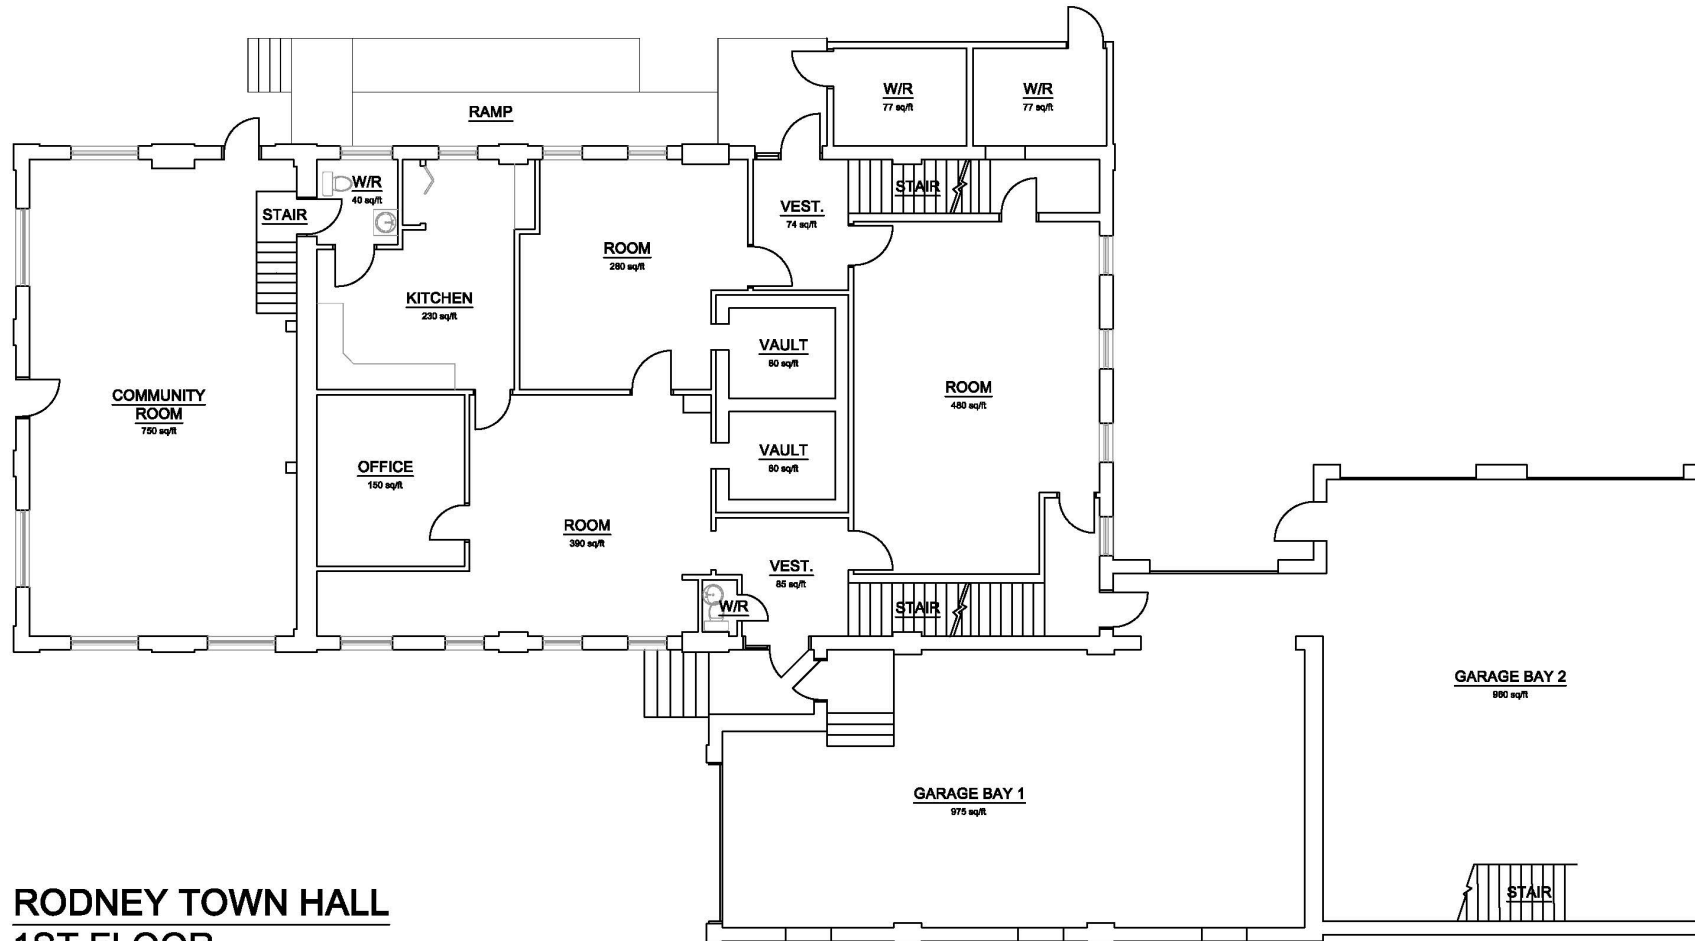 RAMP
W/R
77 sq/ft
W/R
77 sq/ft
W/R
40 sq/ft
STAIR
STAIR
VEST.
74 sq/ft
ROOM
260 sq/ft
KITCHEN
230 sq/ft
VAULT
80 sq/ft
COMMUNITY
ROOM
750 sq/ft
ROOM
480 sq/ft
OFFICE
150 sq/ft
VAULT
80 sq/ft
ROOM
390 sq/ft
VEST.
85 sq/ft
W/R
STAIR
GARAGE BAY 2
960 sq/ft
GARAGE BAY 1
975 sq/ft
STAIR
RODNEY TOWN HALL
1ST FLOOR